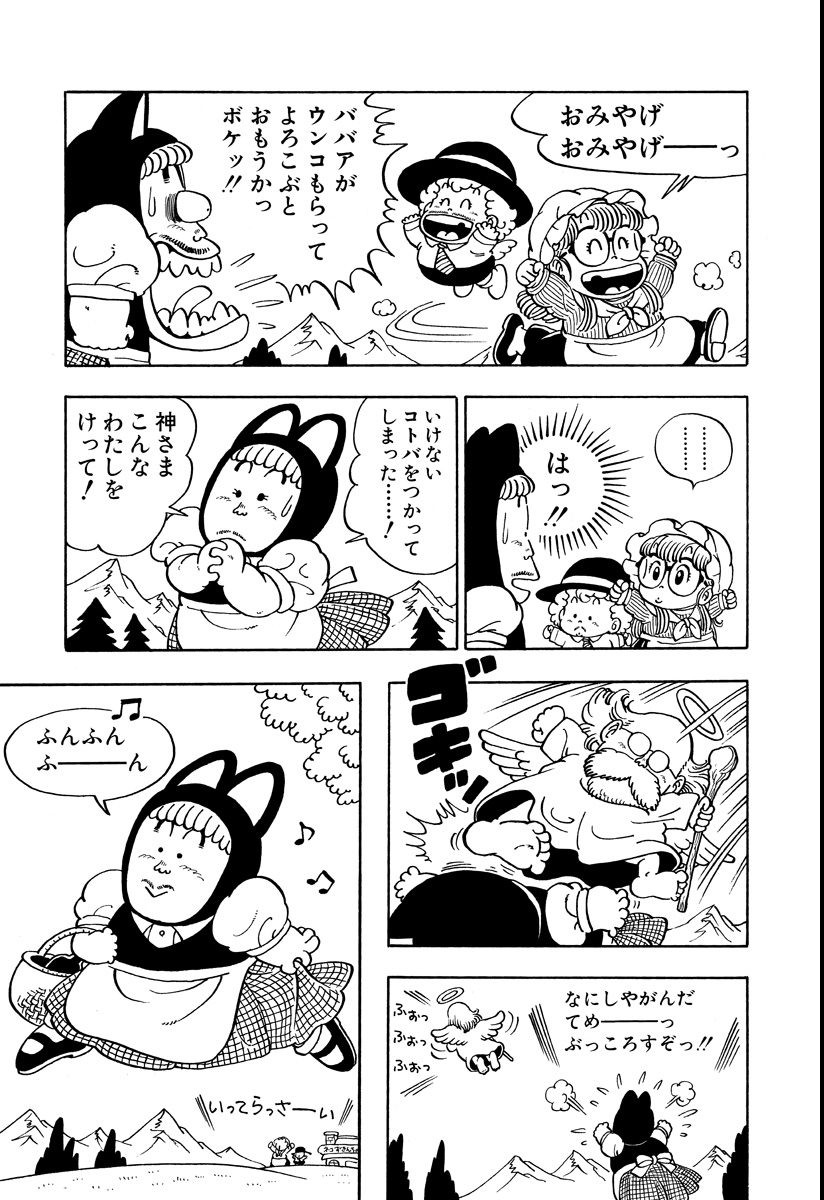 おみやげ
おみやげ――っ
ババアが
ウンコもらって
よろこぶと
おもうかっ
ボケッ!!
………
はっ!!
いけない
コトバをつかって
しまった……!
神さま
こんな
わたしを
けって!
ゴキッ
なにしやがんだ
てめ――っ
ぶっころすぞっ!!
ふぉっ
ふぉっ
ふぉっ
ふんふん
ふ――ん
いってらっさーい